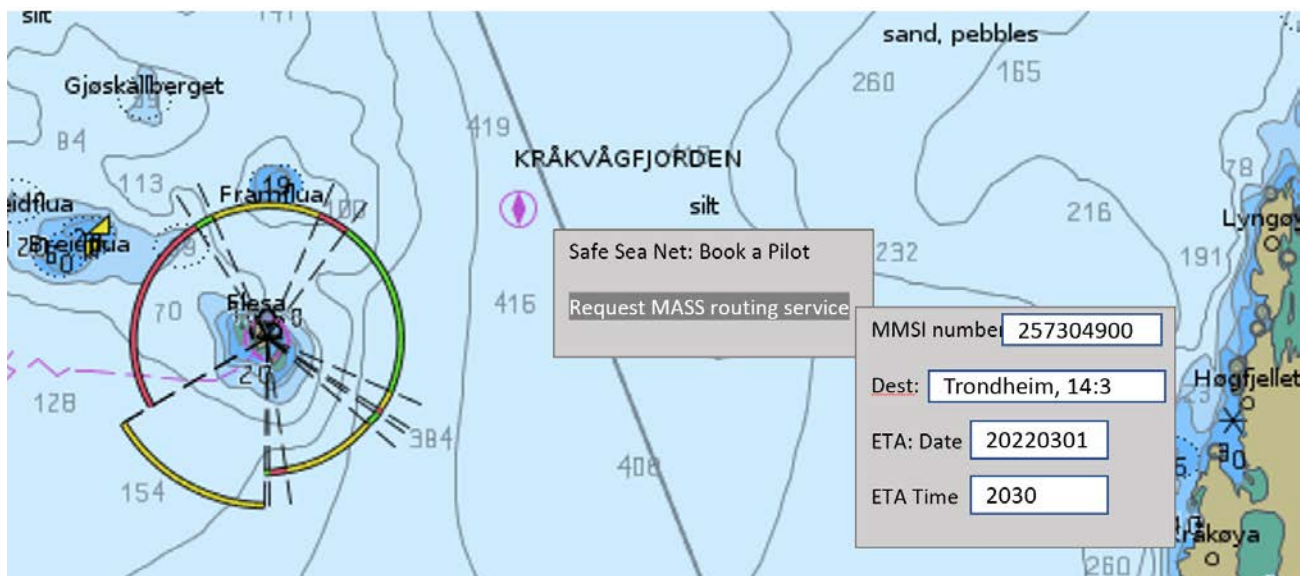 silt
sand, pebbles
165
260
Gjøskallberget
84
419
KRÅKVÅGFJORDEN
78
113
19
Framflua
100
silt
216
Lyngøy
eidflua
Breidflua
Safe Sea Net: Book a Pilot
232
191
70
Flesa
416
Request MASS routing service
MMSI number 257304900
20
Dest: Trondheim, 14:3
Høgfjellet
128
384
ETA: Date 20220301
408
154
ETA Time 2030
Kråkøya
260